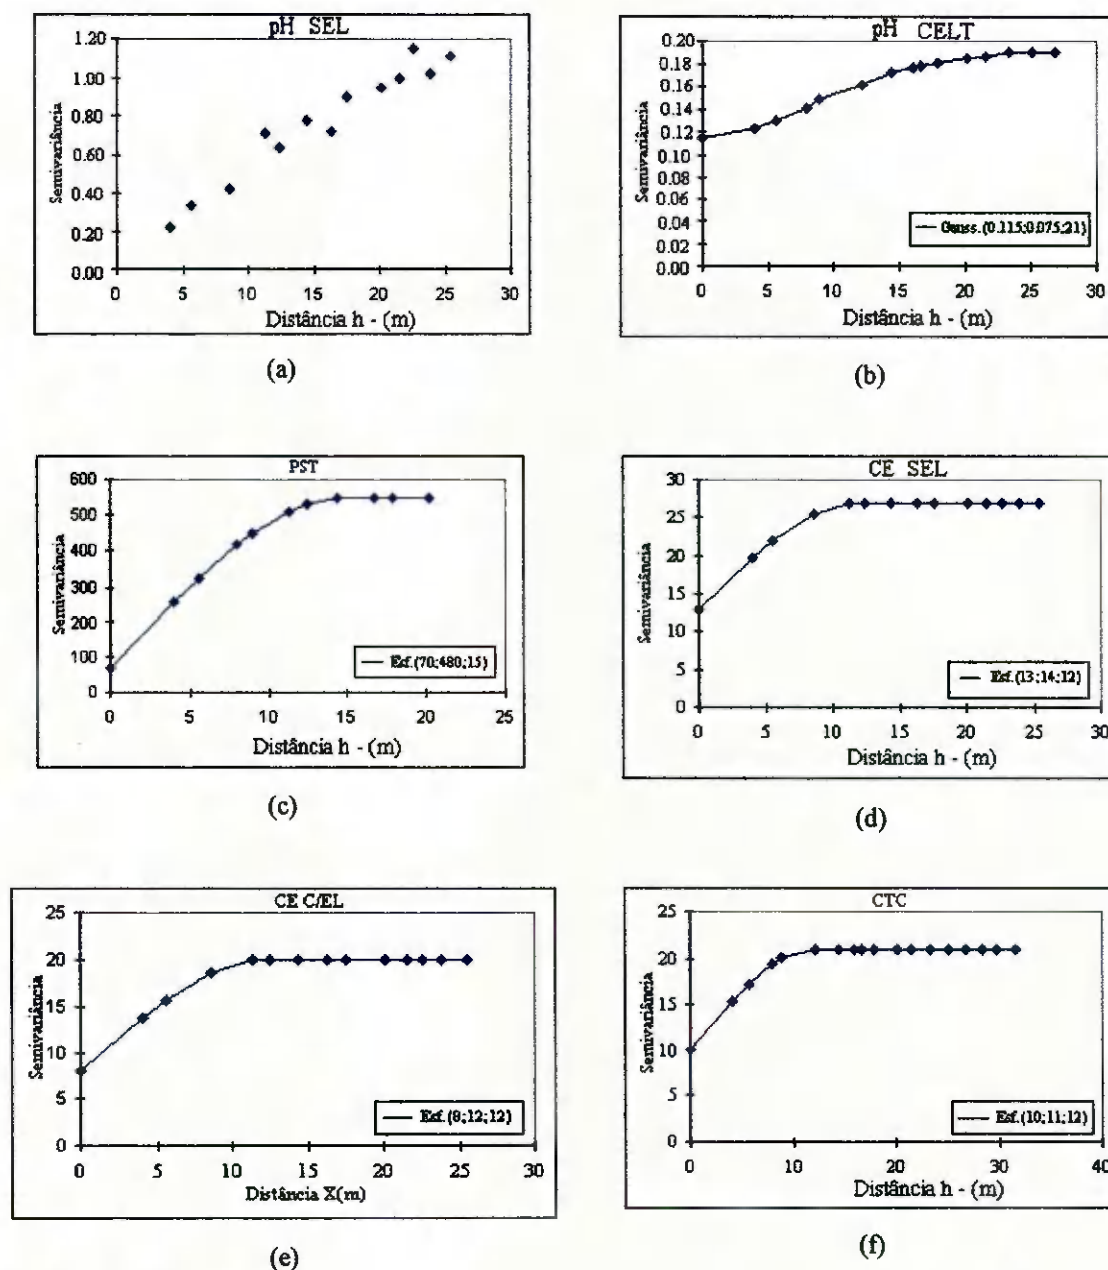 pH SEL
1.20
1.00
0.80
0.60
0.40
0.20
0.00
Semivariância
0 5 10 15 20 25 30
Distância h - (m)
(a)
pH CELT
0.20
0.18
0.16
0.14
0.12
0.10
0.08
0.06
0.04
0.02
0.00
Semivariância
Gauss.(0.115;0.075;21)
0 5 10 15 20 25 30
Distância h - (m)
(b)
PST
600
500
400
300
200
100
0
Semivariância
Esf.(70;480;15)
0 5 10 15 20 25
Distância h - (m)
(c)
CE SEL
30
25
20
15
10
5
0
Semivariância
Esf.(13;14;12)
0 5 10 15 20 25 30
Distância h - (m)
(d)
CE C/EL
25
20
15
10
5
0
Semivariância
Esf.(8;12;12)
0 5 10 15 20 25 30
Distância X(m)
(e)
CTC
25
20
15
10
5
0
Semivariância
Esf.(10;11;12)
0 10 20 30 40
Distância h - (m)
(f)